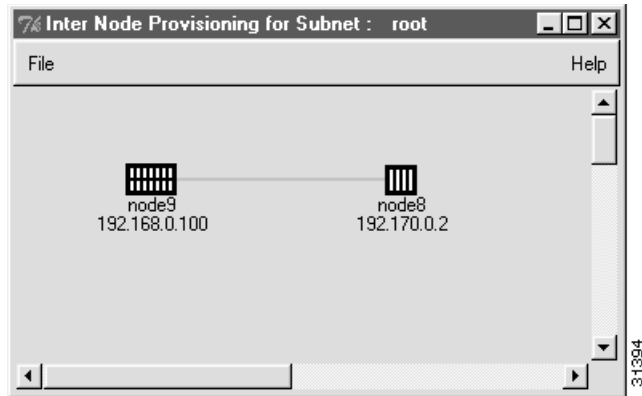 Inter Node Provisioning for Subnet : root
File Help
node9
192.168.0.100
node8
192.170.0.2
31394